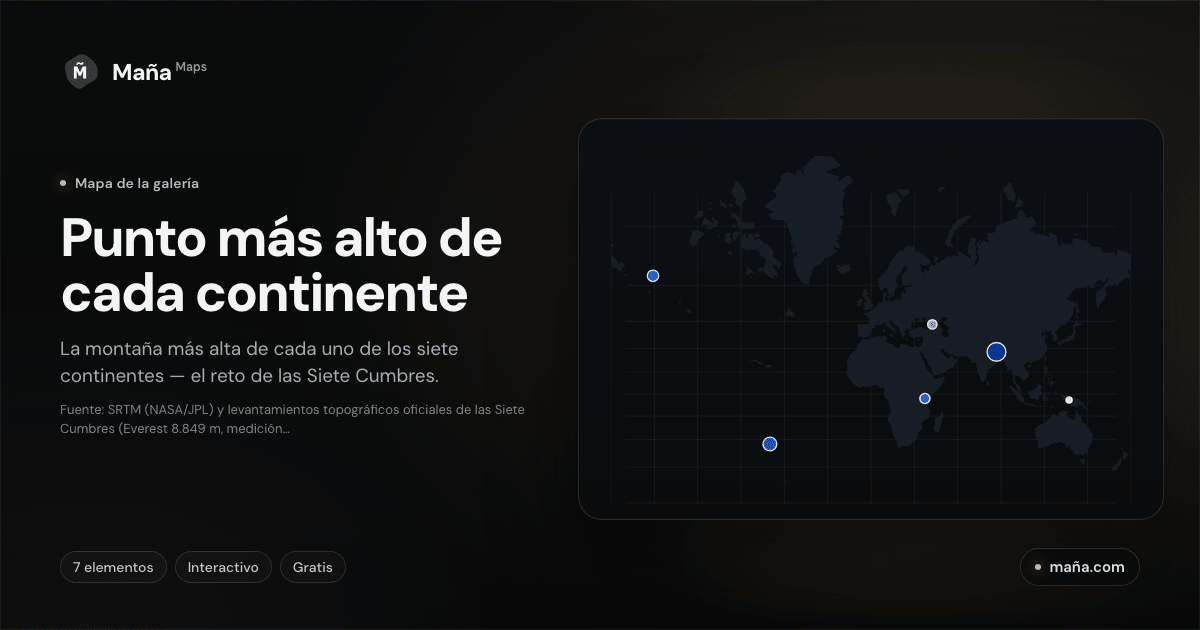 M̃
Maña Maps
Mapa de la galería
Punto más alto de
cada continente
La montaña más alta de cada uno de los siete
continentes — el reto de las Siete Cumbres.
Fuente: SRTM (NASA/JPL) y levantamientos topográficos oficiales de las Siete
Cumbres (Everest 8.849 m, medición…
7 elementos
Interactivo
Gratis
maña.com